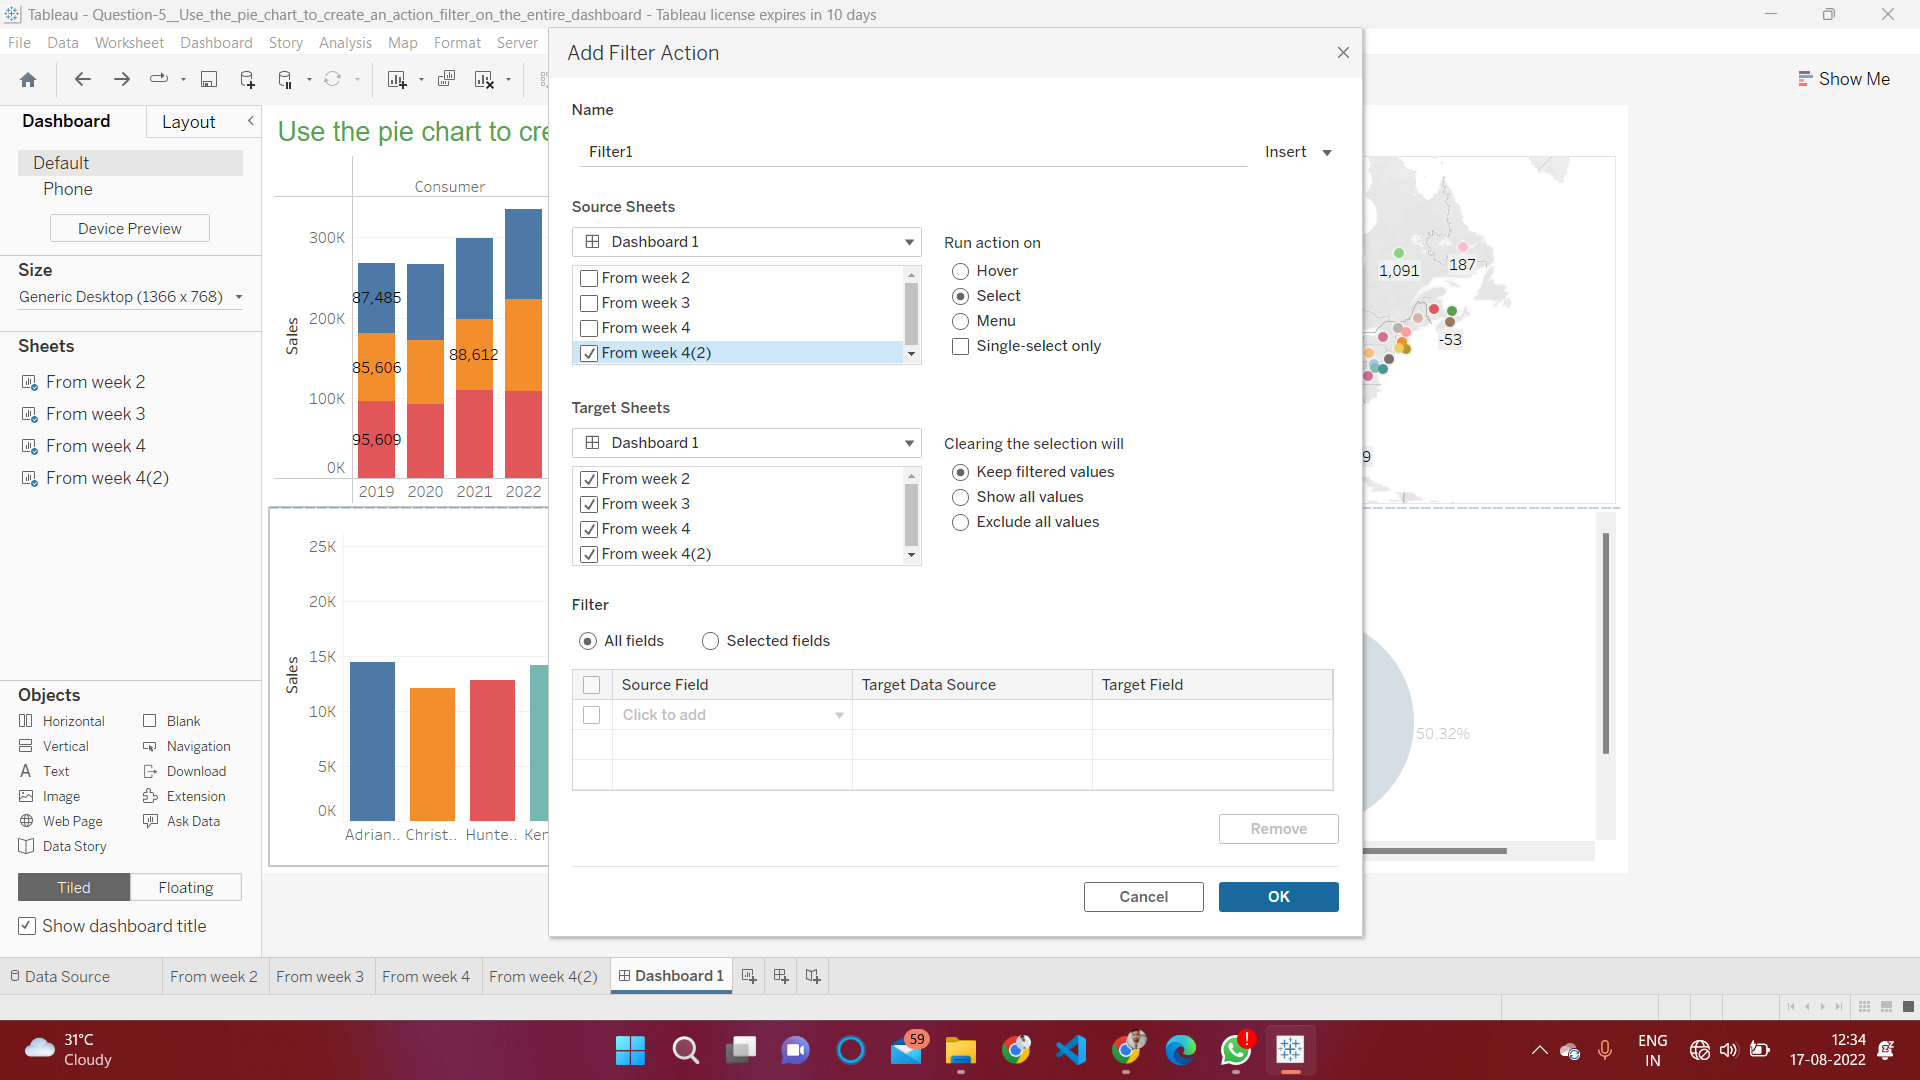 Tableau - Question-5__Use_the_pie_chart_to_create_an_action_filter_on_the_entire_dashboard - Tableau license expires in 10 days
File Data Worksheet Dashboard Story Analysis Map Format Server
Show Me
Dashboard Layout
Default
Phone
Device Preview
Size
Generic Desktop (1366 x 768)
Sheets
From week 2
From week 3
From week 4
From week 4(2)
Objects
Horizontal Blank
Vertical Navigation
Text Download
Image Extension
Web Page Ask Data
Data Story
Tiled Floating
Show dashboard title
Use the pie chart to cre
Consumer
300K
200K
100K
0K
Sales
87,485
85,606
88,612
95,609
2019 2020 2021 2022
25K
20K
15K
10K
5K
0K
Sales
Adrian.. Christ.. Hunte.. Ken
Add Filter Action
Name
Filter1
Insert
Source Sheets
Dashboard 1
From week 2
From week 3
From week 4
From week 4(2)
Run action on
Hover
Select
Menu
Single-select only
Target Sheets
Dashboard 1
From week 2
From week 3
From week 4
From week 4(2)
Clearing the selection will
Keep filtered values
Show all values
Exclude all values
Filter
All fields Selected fields
Source Field Target Data Source Target Field
Click to add
Remove
Cancel OK
1,091
187
-53
9
50.32%
Data Source From week 2 From week 3 From week 4 From week 4(2) Dashboard 1
31°C
Cloudy
59
ENG
IN
12:34
17-08-2022